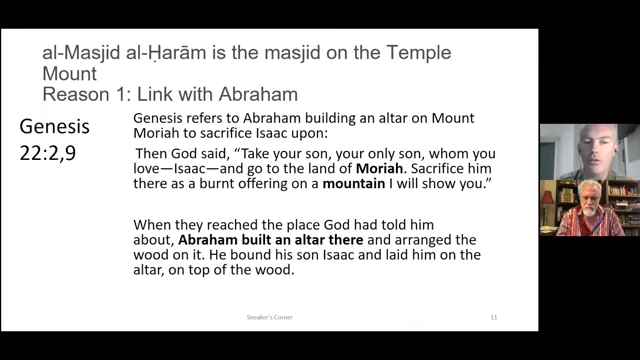 al-Masjid al-Ḥarām is the masjid on the Temple
Mount
Reason 1: Link with Abraham
Genesis
22:2,9
Genesis refers to Abraham building an altar on Mount
Moriah to sacrifice Isaac upon:
Then God said, “Take your son, your only son, whom you
love—Isaac—and go to the land of Moriah. Sacrifice him
there as a burnt offering on a mountain I will show you.”
When they reached the place God had told him
about, Abraham built an altar there and arranged the
wood on it. He bound his son Isaac and laid him on the
altar, on top of the wood.
Sneaker's Corner
11